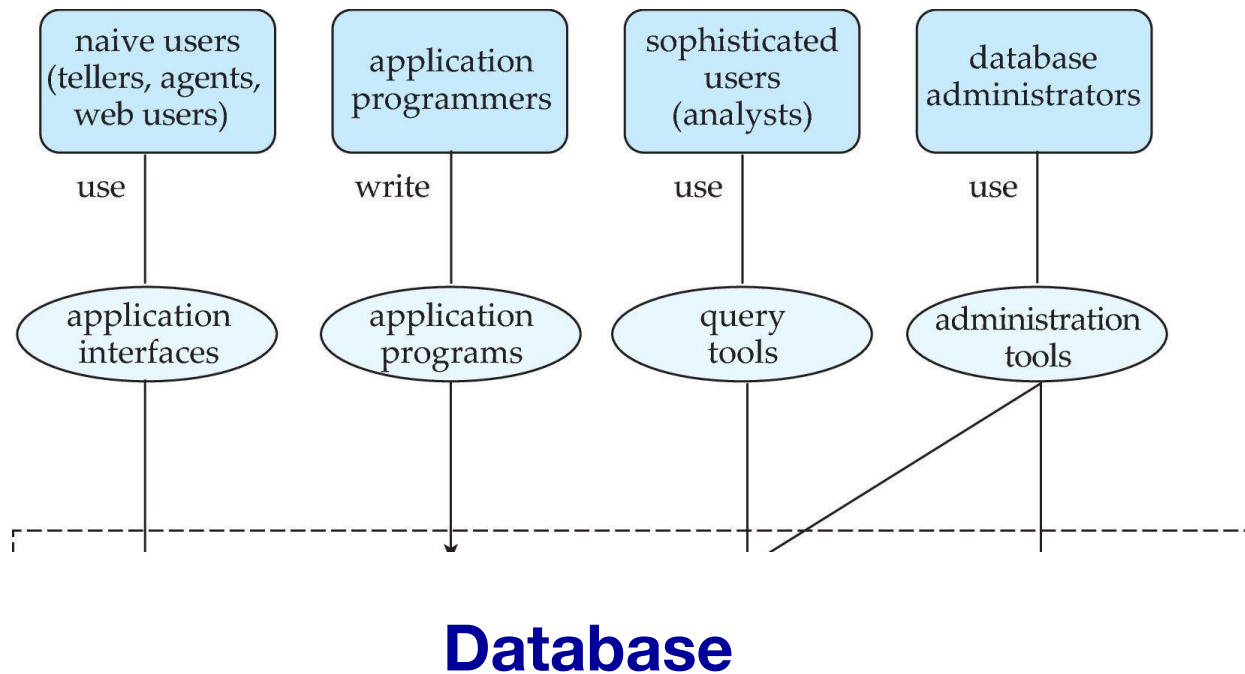 naive users
(tellers, agents,
web users)
application
programmers
sophisticated
users
(analysts)
database
administrators
use
write
use
use
application
interfaces
application
programs
query
tools
administration
tools
Database